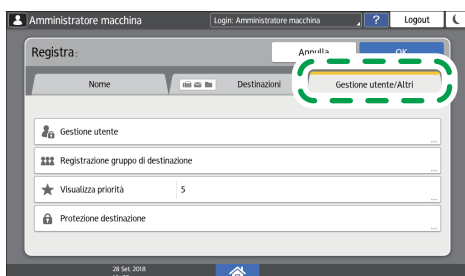 Amministratore macchina
Login: Amministratore macchina
?
Logout
Registra:
Annulla
OK
Nome
Destinazioni
Gestione utente/Altri
Gestione utente
Registrazione gruppo di destinazione
Visualizza priorità
5
Protezione destinazione
28 Set. 2018